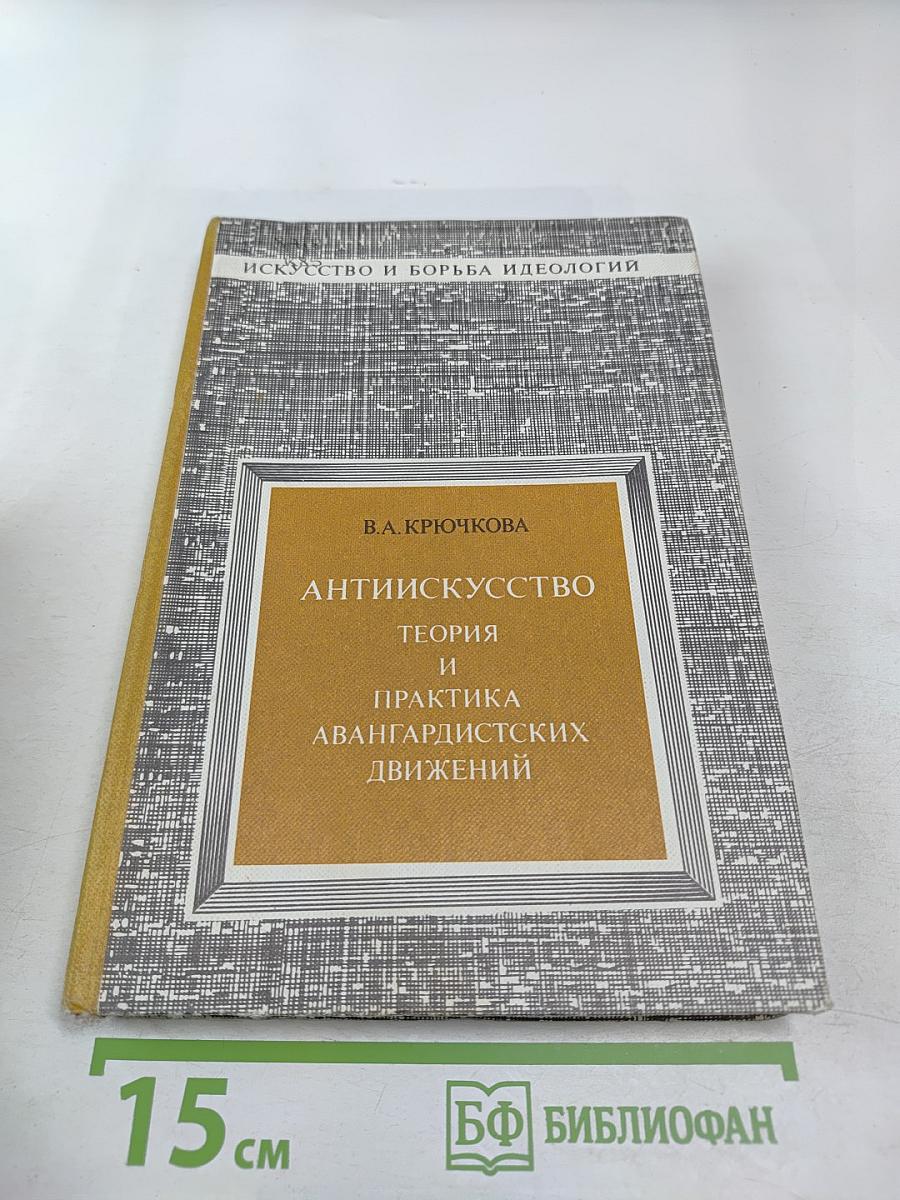 ИСКУССТВО И БОРЬБА ИДЕОЛОГИЙ
В.А.КРЮЧКОВА
АНТИИСКУССТВО
ТЕОРИЯ
И
ПРАКТИКА
АВАНГАРДИСТСКИХ
ДВИЖЕНИЙ
15 см
БФ БИБЛИОФАН